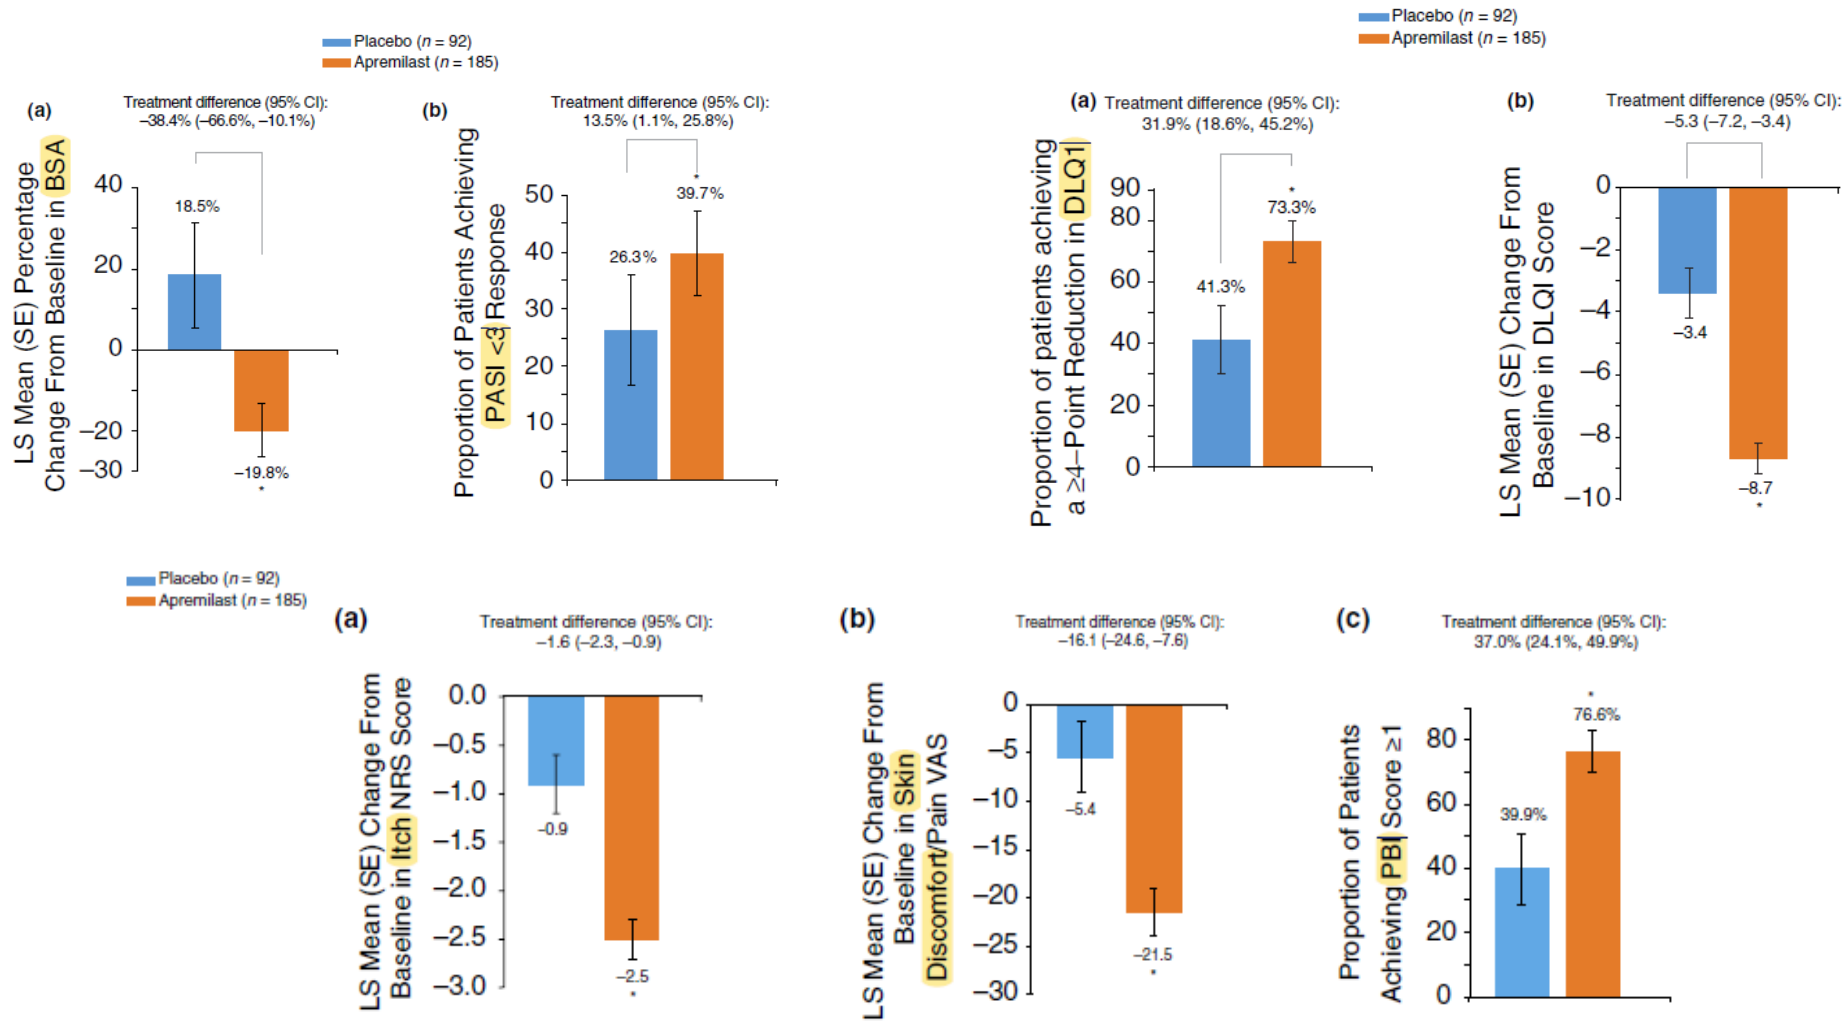 Placebo (n = 92)
Apremilast (n = 185)
(a)
Treatment difference (95% CI):
–38.4% (–66.6%, –10.1%)
LS Mean (SE) Percentage
Change From Baseline in BSA
40
20
0
–20
–30
18.5%
–19.8%
*
(b)
Treatment difference (95% CI):
13.5% (1.1%, 25.8%)
Proportion of Patients Achieving
PASI <3 Response
50
40
30
20
10
0
26.3%
*
39.7%
Placebo (n = 92)
Apremilast (n = 185)
(a)
Treatment difference (95% CI):
31.9% (18.6%, 45.2%)
Proportion of patients achieving
a ≥4–Point Reduction in DLQ1
90
80
60
40
20
0
41.3%
*
73.3%
(b)
Treatment difference (95% CI):
–5.3 (–7.2, –3.4)
LS Mean (SE) Change From
Baseline in DLQI Score
0
–2
–4
–6
–8
–10
–3.4
–8.7
*
Placebo (n = 92)
Apremilast (n = 185)
(a)
Treatment difference (95% CI):
–1.6 (–2.3, –0.9)
LS Mean (SE) Change From
Baseline in Itch NRS Score
0.0
–0.5
–1.0
–1.5
–2.0
–2.5
–3.0
–0.9
–2.5
*
(b)
Treatment difference (95% CI):
–16.1 (–24.6, –7.6)
LS Mean (SE) Change From
Baseline in Skin
Discomfort/Pain VAS
0
–5
–10
–15
–20
–25
–30
–5.4
–21.5
*
(c)
Treatment difference (95% CI):
37.0% (24.1%, 49.9%)
Proportion of Patients
Achieving PBI Score ≥1
80
60
40
20
0
39.9%
*
76.6%